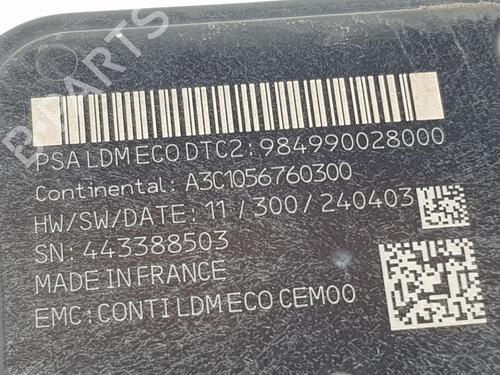 B-PARTS
PSA LDM ECO DTC2: 984990028000
Continental: A3C1056760300
HW/SW/DATE: 11/300/240403
SN: 443388503
MADE IN FRANCE
EMC: CONTI LDM ECO CEM00